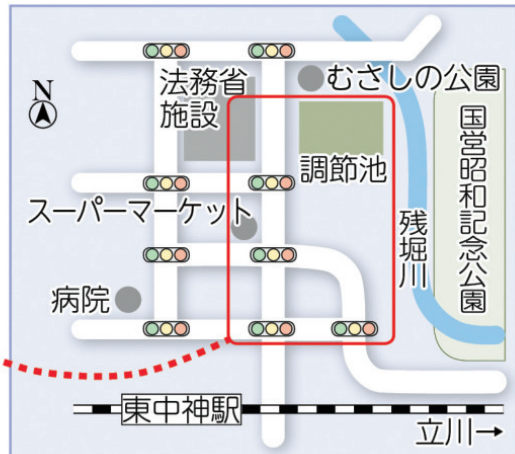 むさしの公園
法務省
施設
N
調節池
国営昭和記念公園
スーパーマーケット
残堀川
病院
東中神駅
立川→